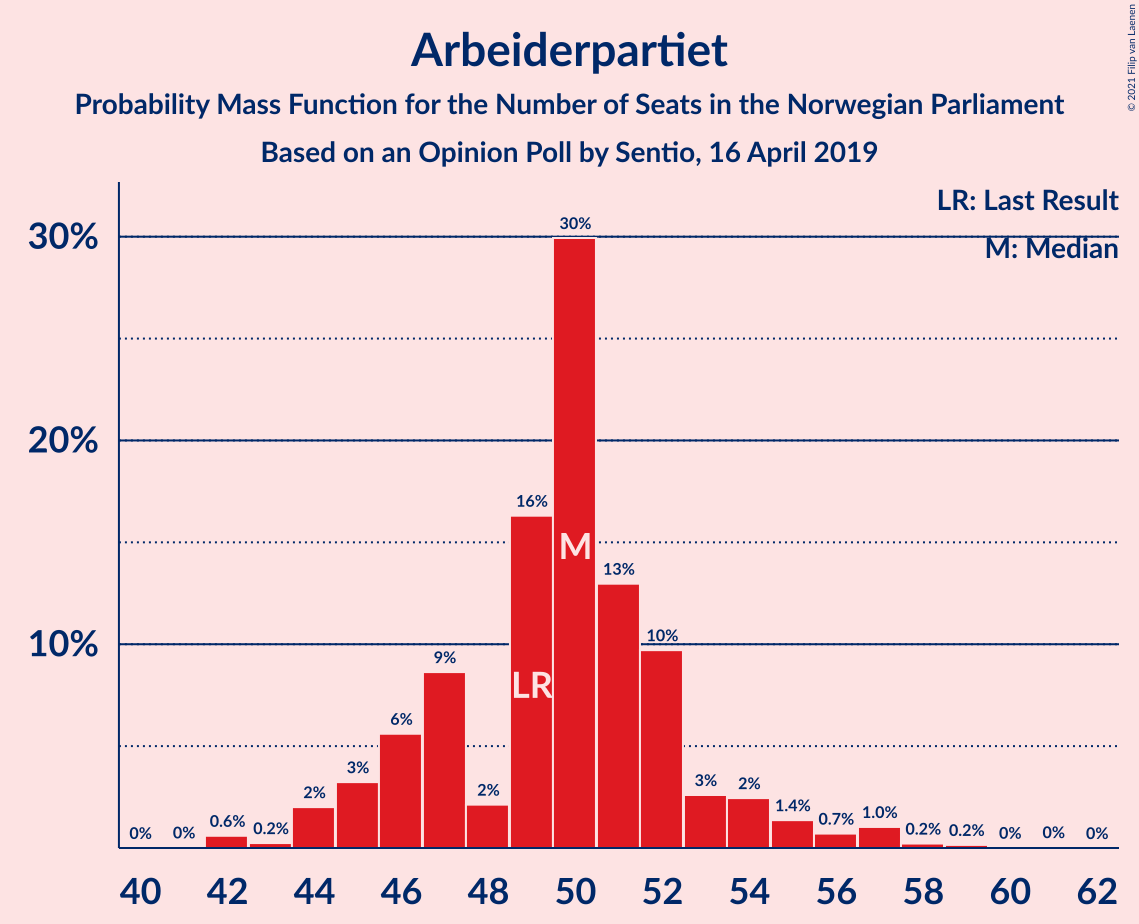 Arbeiderpartiet
Probability Mass Function for the Number of Seats in the Norwegian Parliament
Based on an Opinion Poll by Sentio, 16 April 2019
© 2021 Filip van Laenen
LR: Last Result
M: Median
30%
20%
10%
0% 0% 0.6% 0.2% 2% 3% 6% 9% 2% 16% 30% 13% 10% 3% 2% 1.4% 0.7% 1.0% 0.2% 0.2% 0% 0% 0%
LR M
40 42 44 46 48 50 52 54 56 58 60 62